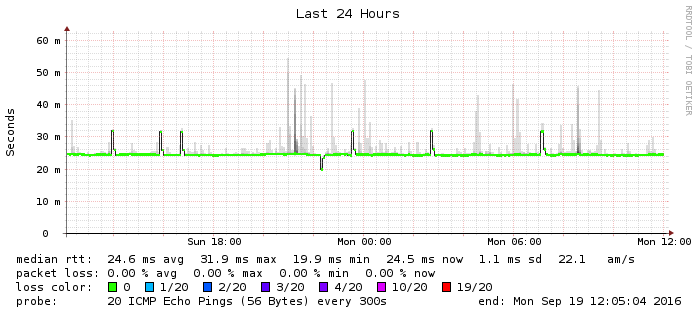 Last 24 Hours
RRDTOOL / TOBI OETIKER
Seconds
60 m
50 m
40 m
30 m
20 m
10 m
0
Sun 18:00 Mon 00:00 Mon 06:00 Mon 12:00
median rtt: 24.6 ms avg 31.9 ms max 19.9 ms min 24.5 ms now 1.1 ms sd 22.1 am/s
packet loss: 0.00 % avg 0.00 % max 0.00 % min 0.00 % now
loss color: 0 1/20 2/20 3/20 4/20 10/20 19/20
probe: 20 ICMP Echo Pings (56 Bytes) every 300s end: Mon Sep 19 12:05:04 2016